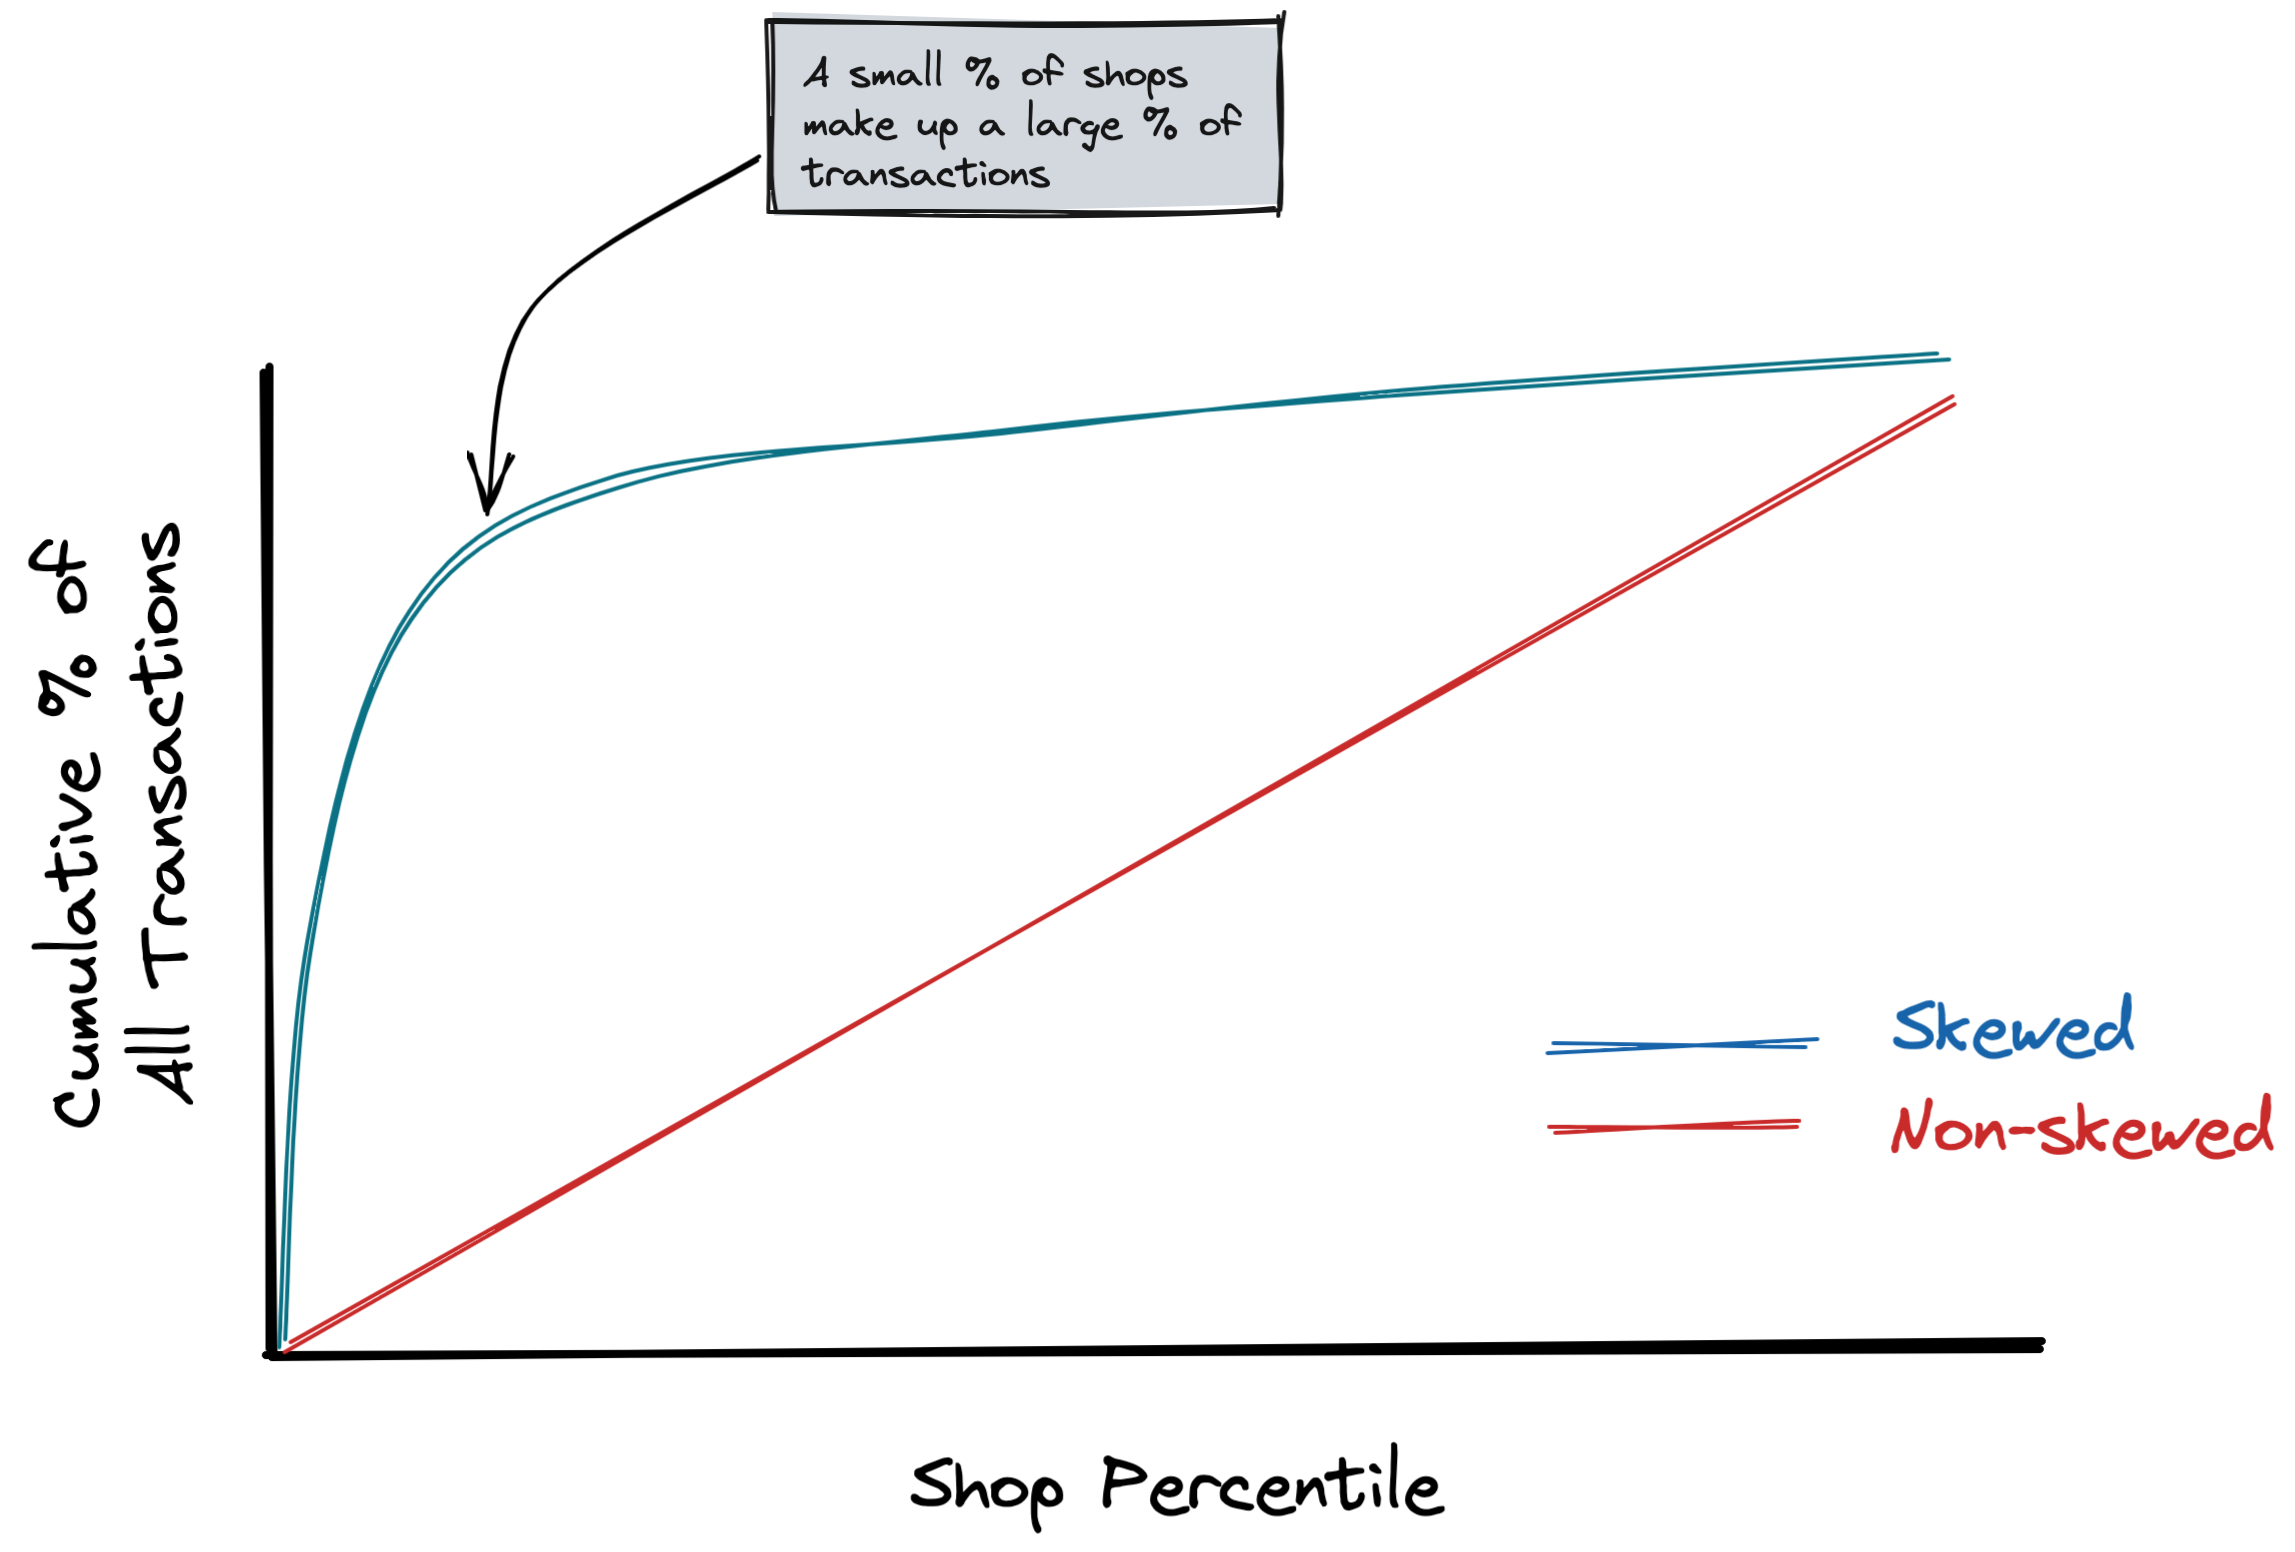 A small % of shops
make up a large % of
transactions
Cumulative % of
All Transactions
Skewed
Non-skewed
Shop Percentile